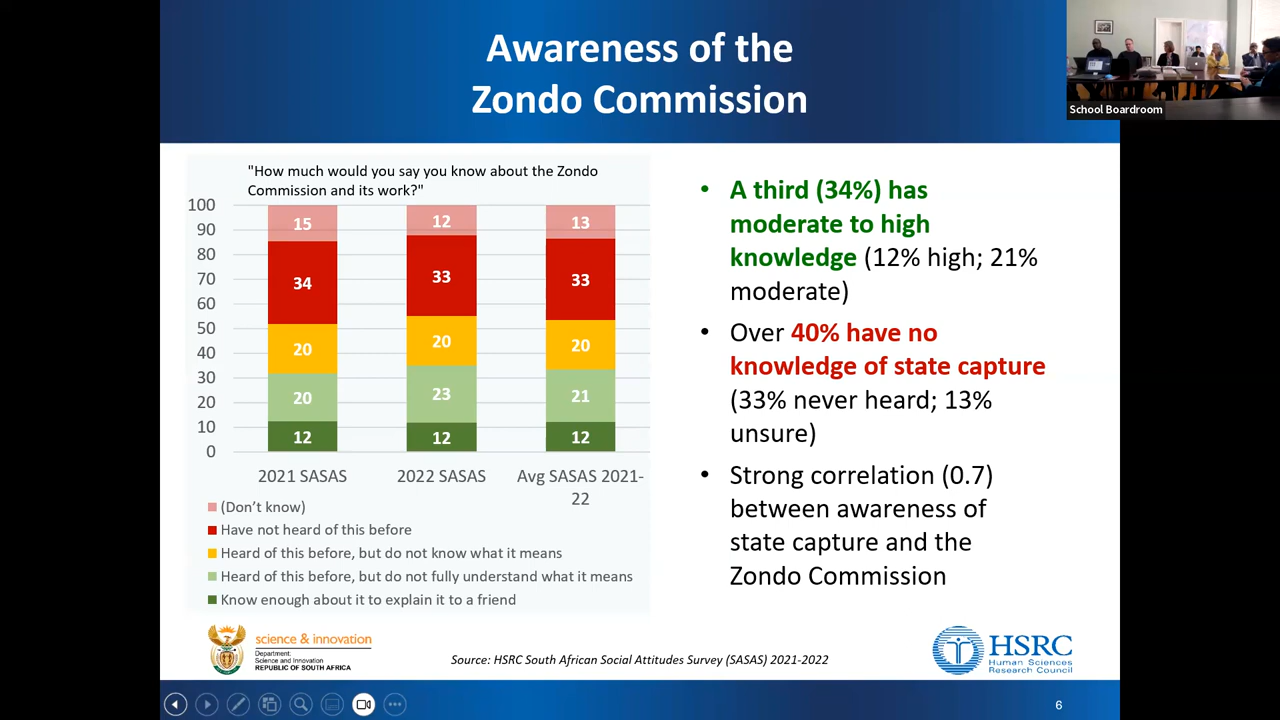 Awareness of the
Zondo Commission
School Boardroom
"How much would you say you know about the Zondo
Commission and its work?"
100
90
80
70
60
50
40
30
20
10
0
15
34
20
20
12
12
33
20
23
12
13
33
20
21
12
2021 SASAS
2022 SASAS
Avg SASAS 2021-
22
(Don't know)
Have not heard of this before
Heard of this before, but do not know what it means
Heard of this before, but do not fully understand what it means
Know enough about it to explain it to a friend
• A third (34%) has
moderate to high
knowledge (12% high; 21%
moderate)
• Over 40% have no
knowledge of state capture
(33% never heard; 13%
unsure)
• Strong correlation (0.7)
between awareness of
state capture and the
Zondo Commission
science & innovation
Department:
Science and Innovation
REPUBLIC OF SOUTH AFRICA
Source: HSRC South African Social Attitudes Survey (SASAS) 2021-2022
HSRC
Human Sciences
Research Council
6